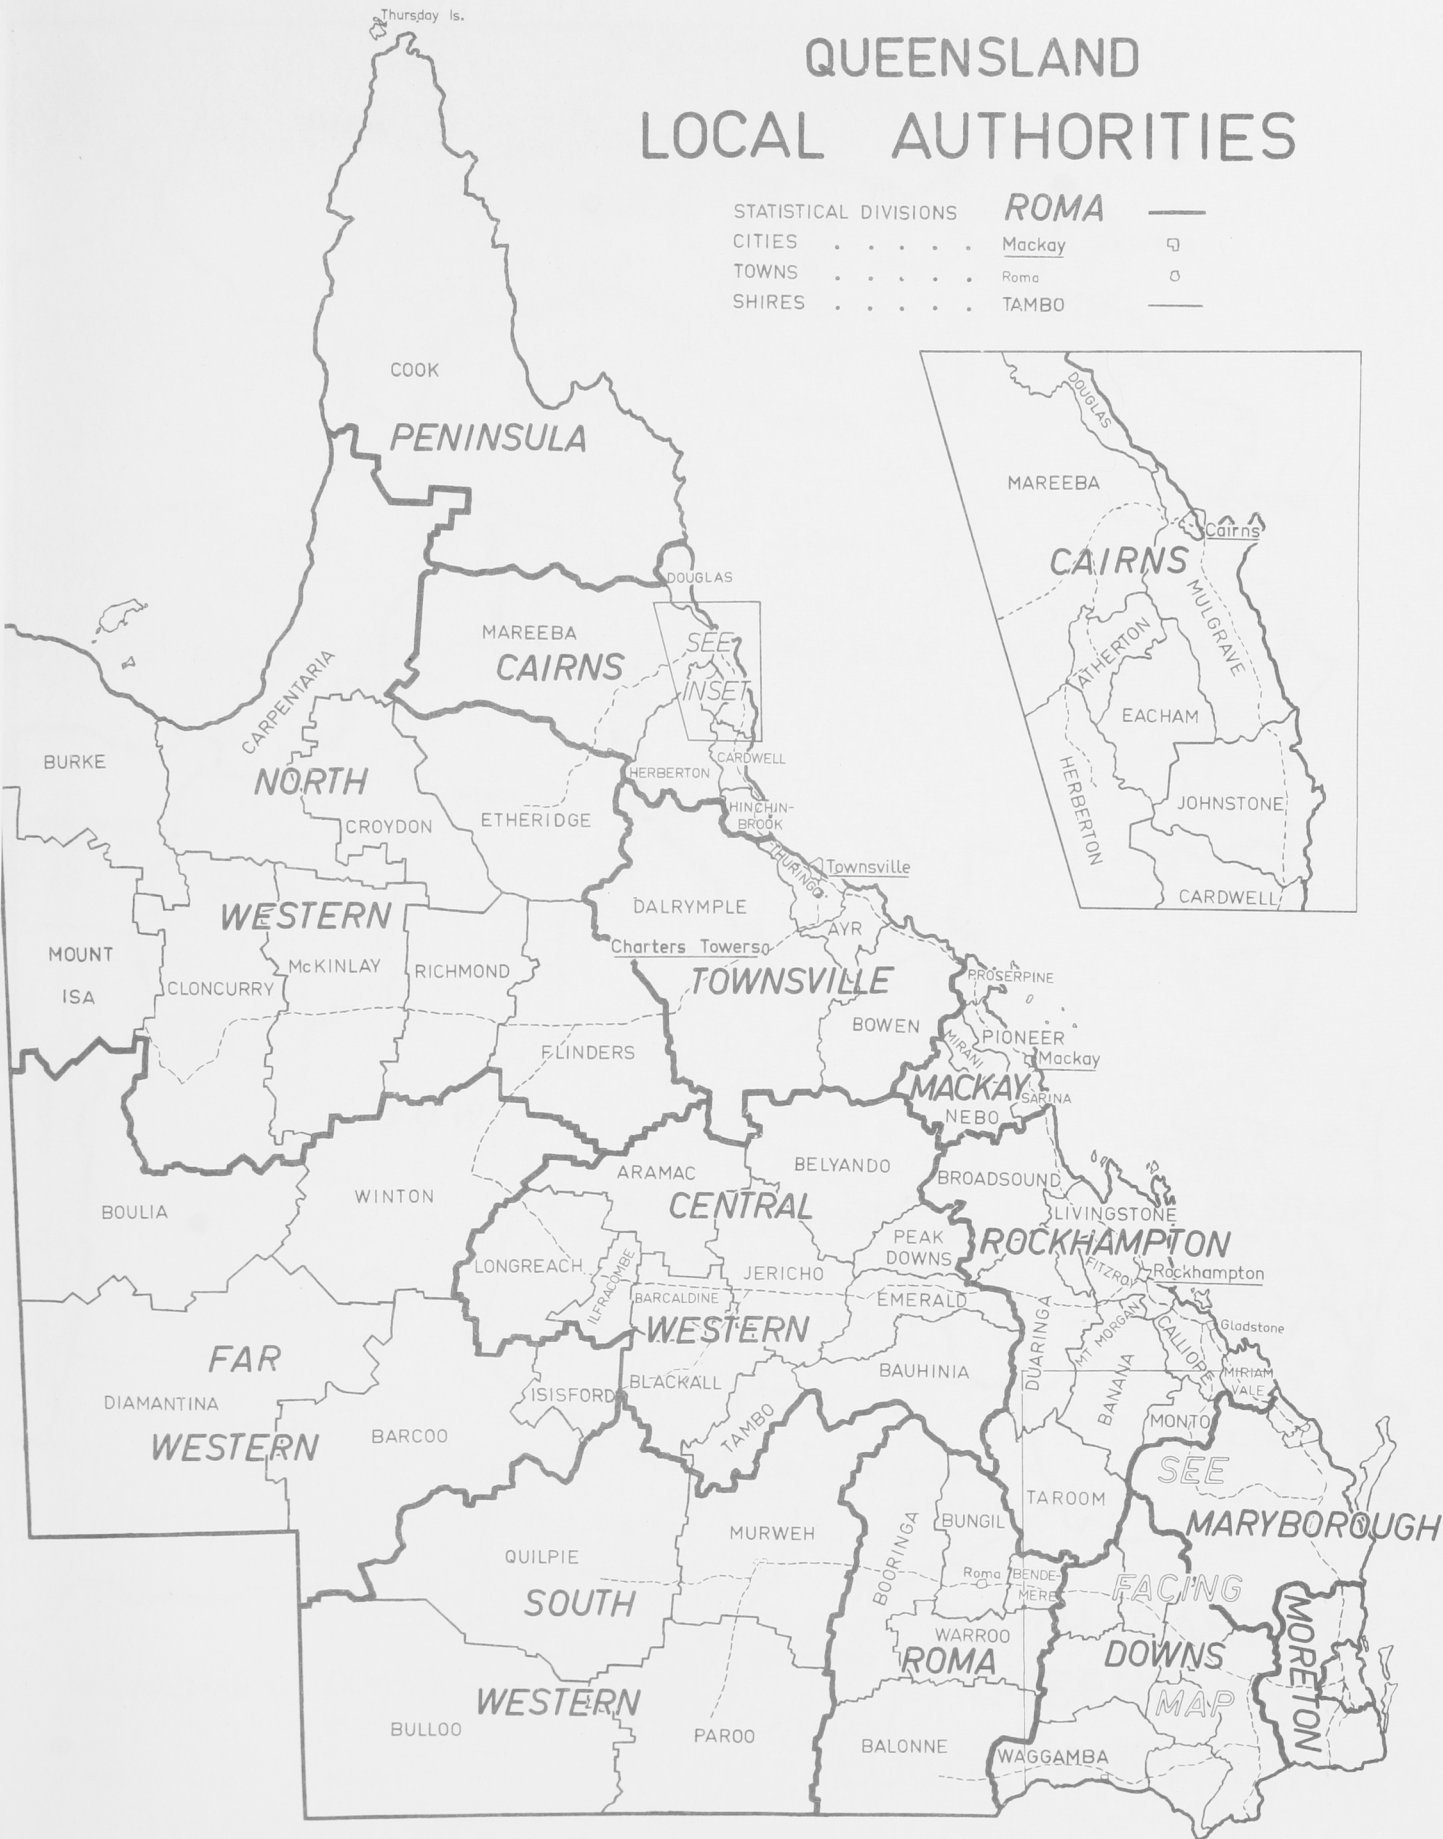 Thursday Is.
QUEENSLAND
LOCAL AUTHORITIES
STATISTICAL DIVISIONS ROMA
CITIES . . . . . Mackay
TOWNS . . . . . Roma
SHIRES . . . . . TAMBO
COOK
PENINSULA
DOUGLAS
MAREEBA
CAIRNS
SEE
INSET
CARPENTARIA
BURKE
NORTH
CROYDON
ETHERIDGE
HERBERTON
CARDWELL
HINCHIN-
BROOK
THURINGOWA
Townsville
DALRYMPLE
WESTERN
AYR
Charters Towers
MOUNT
ISA
CLONCURRY
McKINLAY
RICHMOND
TOWNSVILLE
PROSERPINE
BOWEN
FLINDERS
MIRANI
PIONEER
Mackay
MACKAY
SARINA
NEBO
DOUGLAS
MAREEBA
Cairns
CAIRNS
MULGRAVE
ATHERTON
EACHAM
HERBERTON
JOHNSTONE
CARDWELL
BOULIA
WINTON
ARAMAC
BELYANDO
BROADSOUND
CENTRAL
LIVINGSTONE
PEAK
DOWNS
ROCKHAMPTON
LONGREACH
ILFRACOMBE
JERICHO
FITZROY
Rockhampton
BARCALDINE
EMERALD
WESTERN
DUARINGA
MT MORGAN
CALLIOPE
Gladstone
FAR
DIAMANTINA
WESTERN
BARCOO
ISISFORD
BLACKALL
TAMBO
BAUHINIA
BANANA
MIRIAM
VALE
MONTO
SEE
TAROOM
MARYBOROUGH
QUILPIE
SOUTH
MURWEH
BOORINGA
BUNGIL
Roma
BENDE-
MERE
FACING
WARROO
ROMA
DOWNS
MORETON
WESTERN
MAP
BULLOO
PAROO
BALONNE
WAGGAMBA